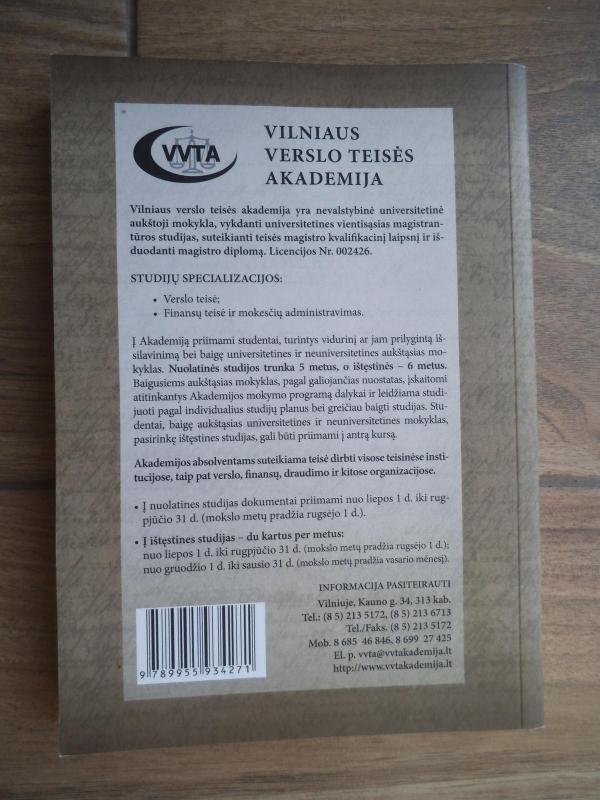 VVTA
VILNIAUS
VERSLO TEISĖS
AKADEMIJA
Vilniaus verslo teisės akademija yra nevalstybinė universitetinė
aukštoji mokykla, vykdanti universitetines vientisąsias magistran-
tūros studijas, suteikianti teisės magistro kvalifikacinį laipsnį ir iš-
duodanti magistro diplomą. Licencijos Nr. 002426.
STUDIJŲ SPECIALIZACIJOS:
• Verslo teisė;
• Finansų teisė ir mokesčių administravimas.
Į Akademiją priimami studentai, turintys vidurinį ar jam prilygintą iš-
silavinimą bei baigę universitetines ir neuniversitetines aukštąsias mo-
kyklas. Nuolatinės studijos trunka 5 metus, o ištęstinės – 6 metus.
Baigusiems aukštąsias mokyklas, pagal galiojančias nuostatas, įskaitomi
atitinkantys Akademijos mokymo programą dalykai ir leidžiama studi-
juoti pagal individualius studijų planus bei greičiau baigti studijas. Stu-
dentai, baigę aukštąsias universitetines ir neuniversitetines mokyklas,
pasirinkę ištęstines studijas, gali būti priimami į antrą kursą.
Akademijos absolventams suteikiama teisė dirbti visose teisinėse insti-
tucijose, taip pat verslo, finansų, draudimo ir kitose organizacijose.
• Į nuolatines studijas dokumentai priimami nuo liepos 1 d. iki rug-
pjūčio 31 d. (mokslo metų pradžia rugsėjo 1 d.).
• Į ištęstines studijas – du kartus per metus:
nuo liepos 1 d. iki rugpjūčio 31 d. (mokslo metų pradžia rugsėjo 1 d.);
nuo gruodžio 1 d. iki sausio 31 d. (mokslo metų pradžia vasario mėnesį).
INFORMACIJA PASITEIRAUTI
Vilniuje, Kauno g. 34, 313 kab.
Tel.: (8 5) 213 5172, (8 5) 213 6713
Tel./Faks. (8 5) 213 5172
Mob. 8 685 46 846, 8 699 27 425
El. p. vvta@vvtakademija.lt
http://www.vvtakademija.lt
9 789955 934271